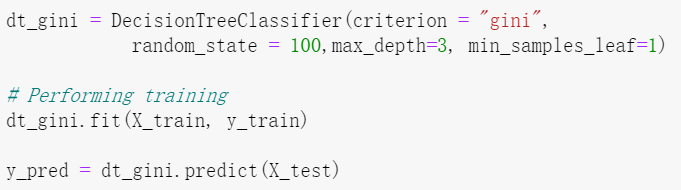 dt_gini = DecisionTreeClassifier(criterion = "gini",
            random_state = 100,max_depth=3, min_samples_leaf=1)
# Performing training
dt_gini.fit(X_train, y_train)
y_pred = dt_gini.predict(X_test)